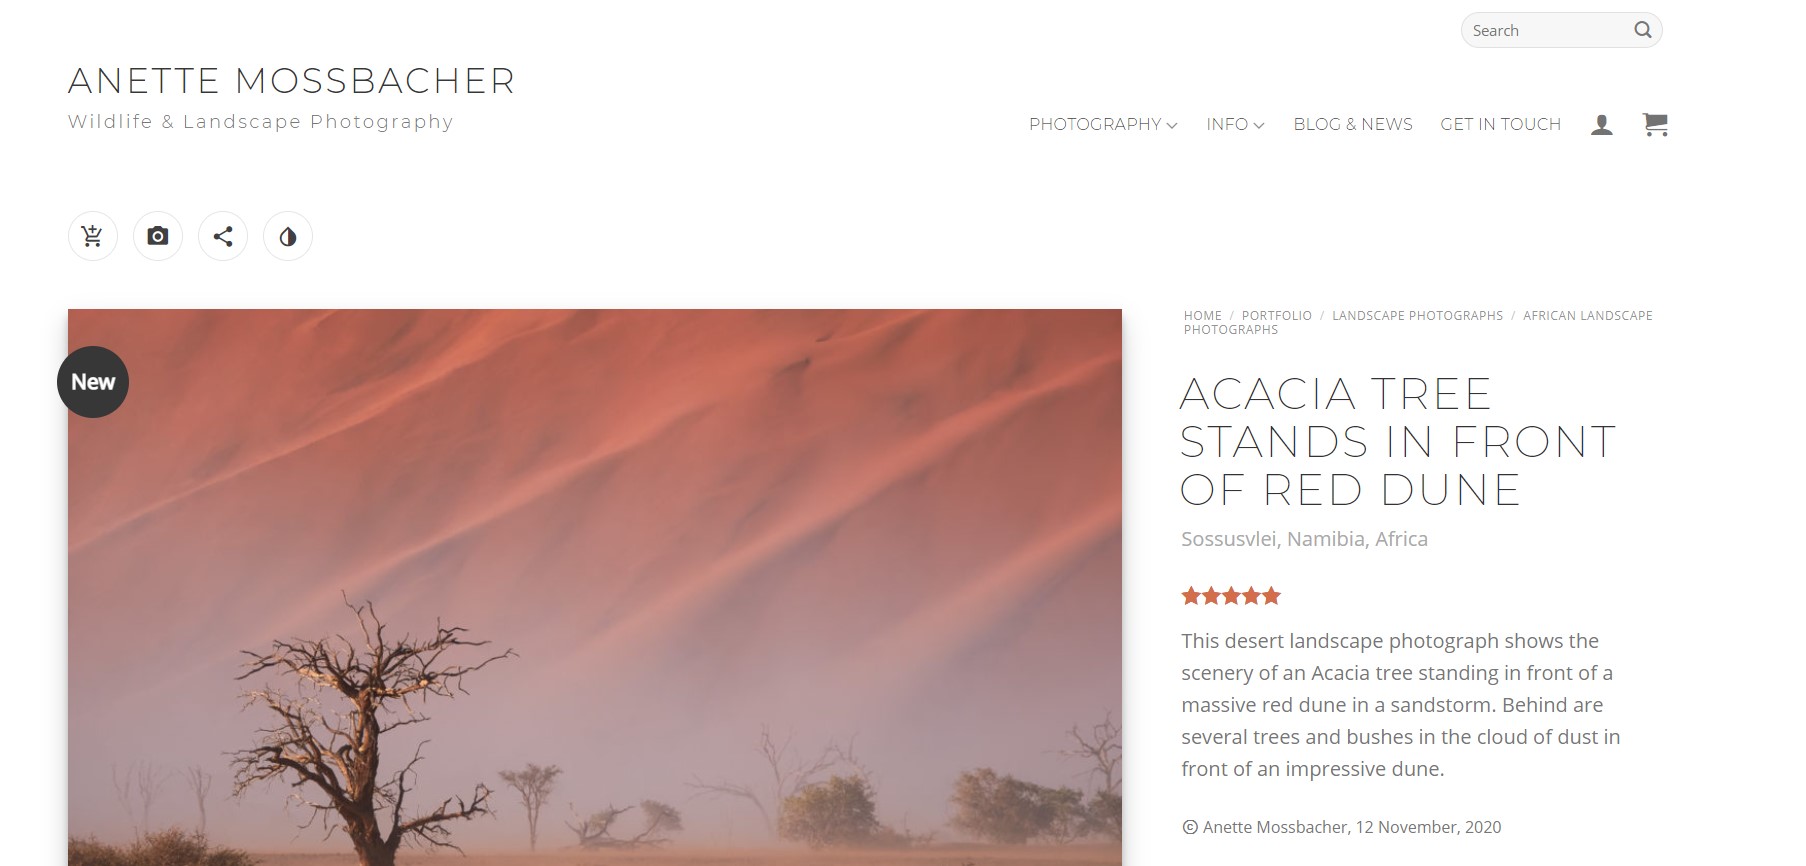 Search
ANETTE MOSSBACHER
Wildlife & Landscape Photography
PHOTOGRAPHY INFO BLOG & NEWS GET IN TOUCH
New
HOME / PORTFOLIO / LANDSCAPE PHOTOGRAPHS / AFRICAN LANDSCAPE
PHOTOGRAPHS
ACACIA TREE
STANDS IN FRONT
OF RED DUNE
Sossusvlei, Namibia, Africa
This desert landscape photograph shows the
scenery of an Acacia tree standing in front of a
massive red dune in a sandstorm. Behind are
several trees and bushes in the cloud of dust in
front of an impressive dune.
© Anette Mossbacher, 12 November, 2020